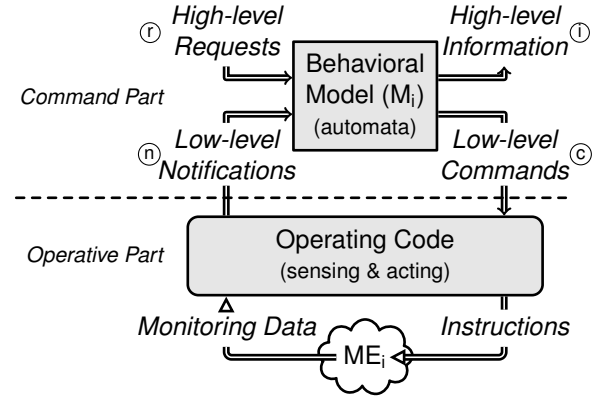 High-level
Requests
ⓡ
High-level
Information
ⓘ
Command Part
Behavioral
Model (Mi)
(automata)
ⓝ
Low-level
Notifications
Low-level
Commands
ⓒ
Operative Part
Operating Code
(sensing & acting)
Monitoring Data
Instructions
MEi